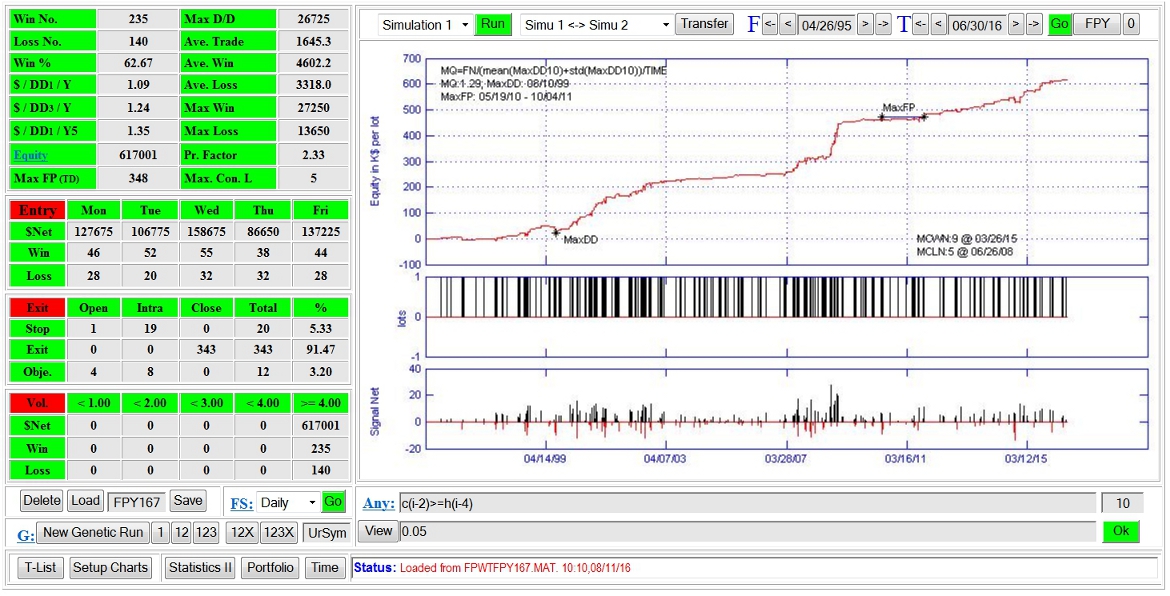 Win No. 235 Max D/D 26725
Loss No. 140 Ave. Trade 1645.3
Win % 62.67 Ave. Win 4602.2
$ / DD1 / Y 1.09 Ave. Loss 3318.0
$ / DD3 / Y 1.24 Max Win 27250
$ / DD1 / Y5 1.35 Max Loss 13650
Equity 617001 Pr. Factor 2.33
Max FP (TD) 348 Max. Con. L 5
Entry Mon Tue Wed Thu Fri
$Net 127675 106775 158675 86650 137225
Win 46 52 55 38 44
Loss 28 20 32 32 28
Exit Open Intra Close Total %
Stop 1 19 0 20 5.33
Exit 0 0 343 343 91.47
Obje. 4 8 0 12 3.20
Vol. < 1.00 < 2.00 < 3.00 < 4.00 >= 4.00
$Net 0 0 0 0 617001
Win 0 0 0 0 235
Loss 0 0 0 0 140
Delete Load FPY167 Save FS: Daily Go
G: New Genetic Run 1 12 123 12X 123X UrSym
T-List Setup Charts Statistics II Portfolio Time
Simulation 1 Run Simu 1 <-> Simu 2 Transfer F <- < 04/26/95 > -> T <- < 06/30/16 > -> Go FPY 0
MQ=FN/(mean(MaxDD10)+std(MaxDD10))/TIME
MQ:1.29; MaxDD: 08/10/99
MaxFP: 05/19/10 - 10/04/11
MaxFP
MaxDD
MCWN:9 @ 03/26/15
MCLN:5 @ 06/26/08
Equity in K$ per lot
700
600
500
400
300
200
100
0
-100
lots
1
0
-1
Signal Net
40
20
0
-20
04/14/99 04/07/03 03/28/07 03/16/11 03/12/15
Any: c(i-2)>=h(i-4) 10
View 0.05 Ok
Status: Loaded from FPWTFPY167.MAT. 10:10,08/11/16